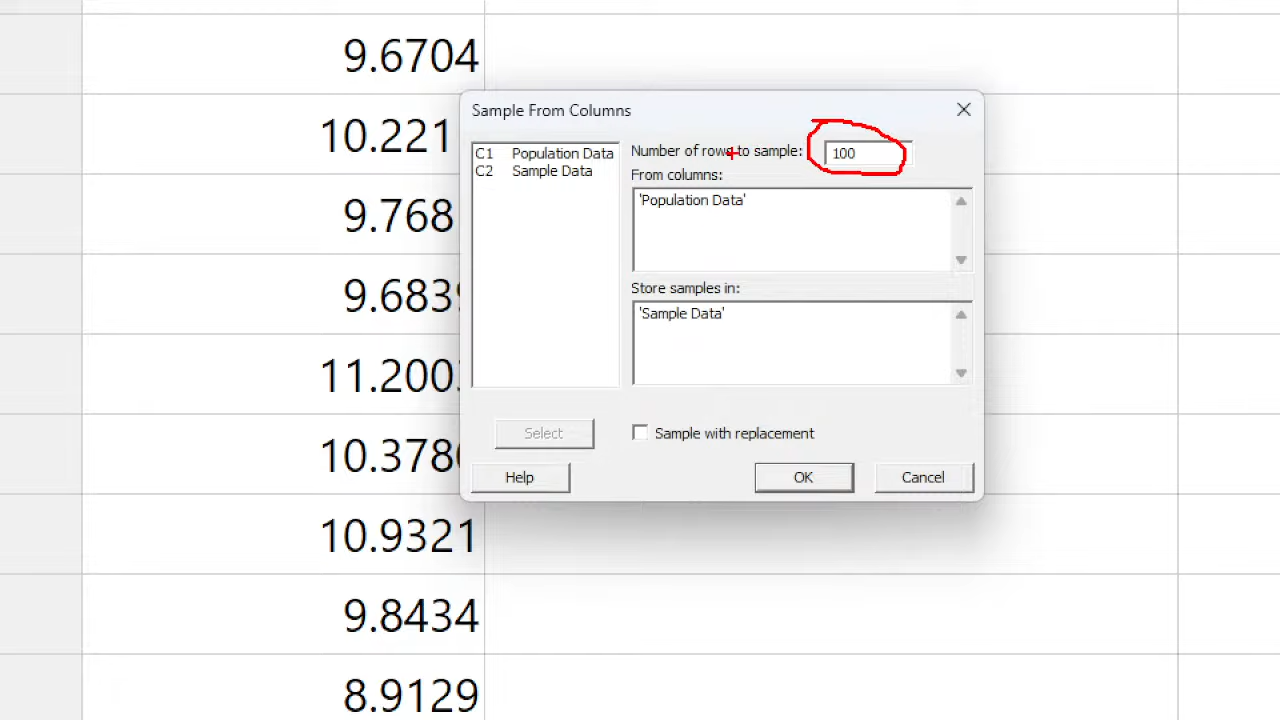 9.6704
10.221
9.768
9.6839
11.200
10.378
10.9321
9.8434
8.9129
Sample From Columns
C1 Population Data
C2 Sample Data
Number of rows to sample: 100
From columns:
'Population Data'
Store samples in:
'Sample Data'
Select
Sample with replacement
Help
OK
Cancel